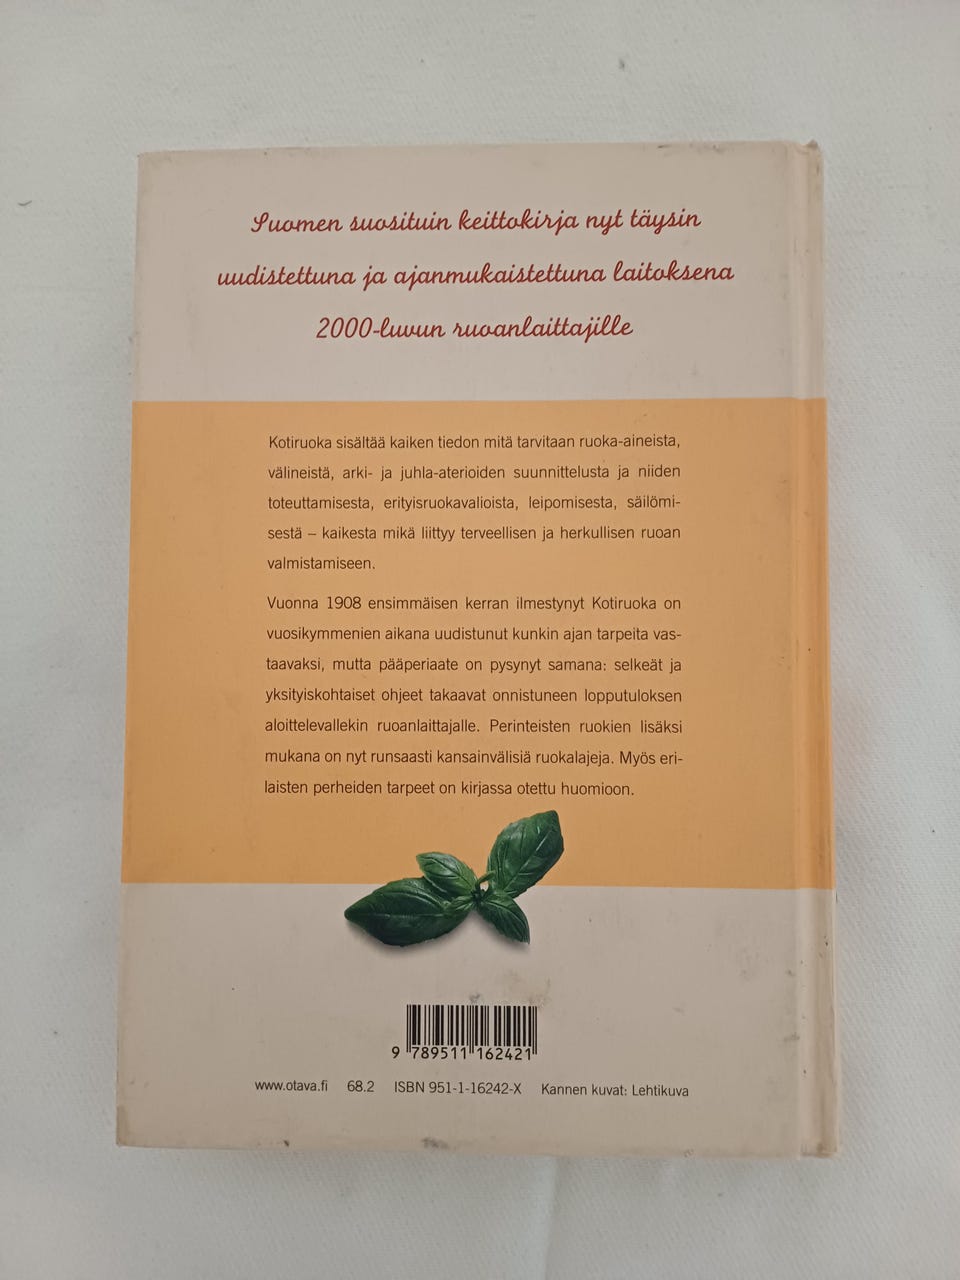 Suomen suosituin keittokirja nyt täysin
uudistettuna ja ajanmukaistettuna laitoksena
2000-luvun ruoanlaittajille
Kotiruoka sisältää kaiken tiedon mitä tarvitaan ruoka-aineista,
välineistä, arki- ja juhla-aterioiden suunnittelusta ja niiden
toteuttamisesta, erityisruokavalioista, leipomisesta, säilömi-
sestä – kaikesta mikä liittyy terveellisen ja herkullisen ruoan
valmistamiseen.
Vuonna 1908 ensimmäisen kerran ilmestynyt Kotiruoka on
vuosikymmenien aikana uudistunut kunkin ajan tarpeita vas-
taavaksi, mutta pääperiaate on pysynyt samana: selkeät ja
yksityiskohtaiset ohjeet takaavat onnistuneen lopputuloksen
aloittelevallekin ruoanlaittajalle. Perinteisten ruokien lisäksi
mukana on nyt runsaasti kansainvälisiä ruokalajeja. Myös eri-
laisten perheiden tarpeet on kirjassa otettu huomioon.
9 789511 162421
www.otava.fi 68.2 ISBN 951-1-16242-X Kannen kuvat: Lehtikuva